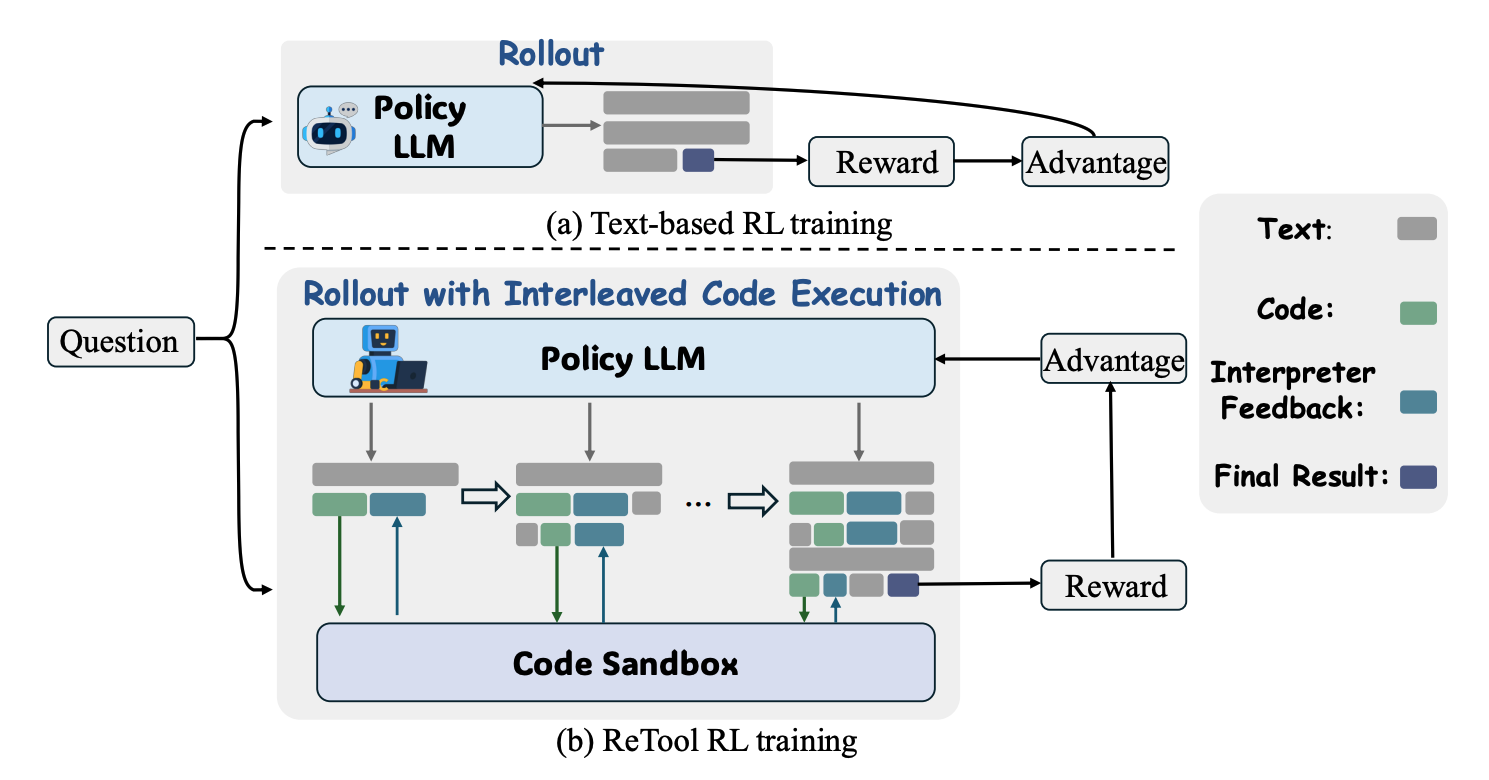 Rollout
Policy
LLM
Reward
Advantage
(a) Text-based RL training
Question
Rollout with Interleaved Code Execution
Policy LLM
...
Code Sandbox
Advantage
Reward
(b) ReTool RL training
Text:
Code:
Interpreter
Feedback:
Final Result: